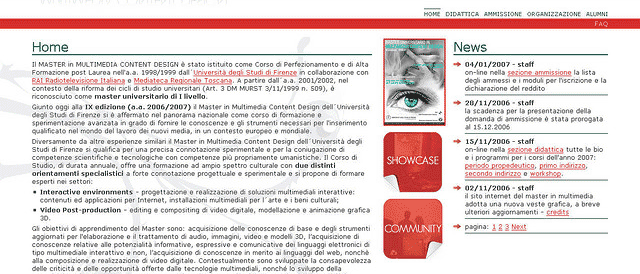 HOME DIDATTICA AMMISSIONE ORGANIZZAZIONE ALUMNI
FAQ
Home
Il MASTER in MULTIMEDIA CONTENT DESIGN è stato istituito come Corso di Perfezionamento e di Alta
Formazione post Laurea nell'a.a. 1998/1999 dall´Università degli Studi di Firenze in collaborazione con
RAI Radiotelevisione Italiana e Mediateca Regionale Toscana. A partire dall´a.a. 2001/2002, nel
contesto della riforma dei cicli di studio universitari (Art. 3 DM MURST 3/11/1999 n. 509), è
riconosciuto come master universitario di I livello.
Giunto oggi alla IX edizione (a.a. 2006/2007) il Master in Multimedia Content Design dell´Università
degli Studi di Firenze si è affermato nel panorama nazionale come corso di formazione e
sperimentazione avanzata in grado di fornire le conoscenze e gli strumenti necessari per l'inserimento
qualificato nel mondo del lavoro dei nuovi media, in un contesto europeo e mondiale.
Diversamente da altre esperienze similari il Master in Multimedia Content Design dell´Università degli
Studi di Firenze si qualifica per una precisa connotazione sperimentale e per la coniugazione di
competenze scientifiche e tecnologiche con competenze più propriamente umanistiche. Il Corso di
Studio, di durata annuale, offre una formazione ad ampio spettro culturale con due distinti
orientamenti specialistici a forte connotazione progettuale e sperimentale e si propone di formare
esperti nei settori:
Interactive environments - progettazione e realizzazione di soluzioni multimediali interattive:
contenuti ed applicazioni per Internet, installazioni multimediali per l´arte e i beni culturali;
Video Post-production - editing e compositing di video digitale, modellazione e animazione grafica
3D.
Gli obiettivi di apprendimento del Master sono: acquisizione delle conoscenze di base e degli strumenti
aggiornati per l'elaborazione e il trattamento di audio, immagini, video e modelli 3D, l'acquisizione di
conoscenze relative alle potenzialità informative, espressive e comunicative dei linguaggi elettronici di
tipo multimediale interattivo e non, l'acquisizione di conoscenze in merito ai linguaggi del web, nonché
alla composizione e realizzazione di video digitale. Contestualmente sono sviluppate la consapevolezza
delle criticità e delle opportunità offerte dalle tecnologie multimediali, nonché lo sviluppo della
SHOWCASE
COMMUNITY
News
04/01/2007 - staff
on-line nella sezione ammissione la lista
degli ammessi e i moduli per l'iscrizione e la
dichiarazione del reddito
28/11/2006 - staff
la scadenza per la presentazione della
domanda di ammissione è stata prorogata
al 15.12.2006
15/11/2006 - staff
on-line nella sezione didattica tutte le bio
e i programmi per i corsi dell'anno 2007:
periodo propedeutico, primo indirizzo,
secondo indirizzo e workshop.
02/11/2006 - staff
il sito internet del master in multimedia
adotta una nuova veste grafica, a breve
ulteriori aggiornamenti - credits
pagina: 1 2 3 Next